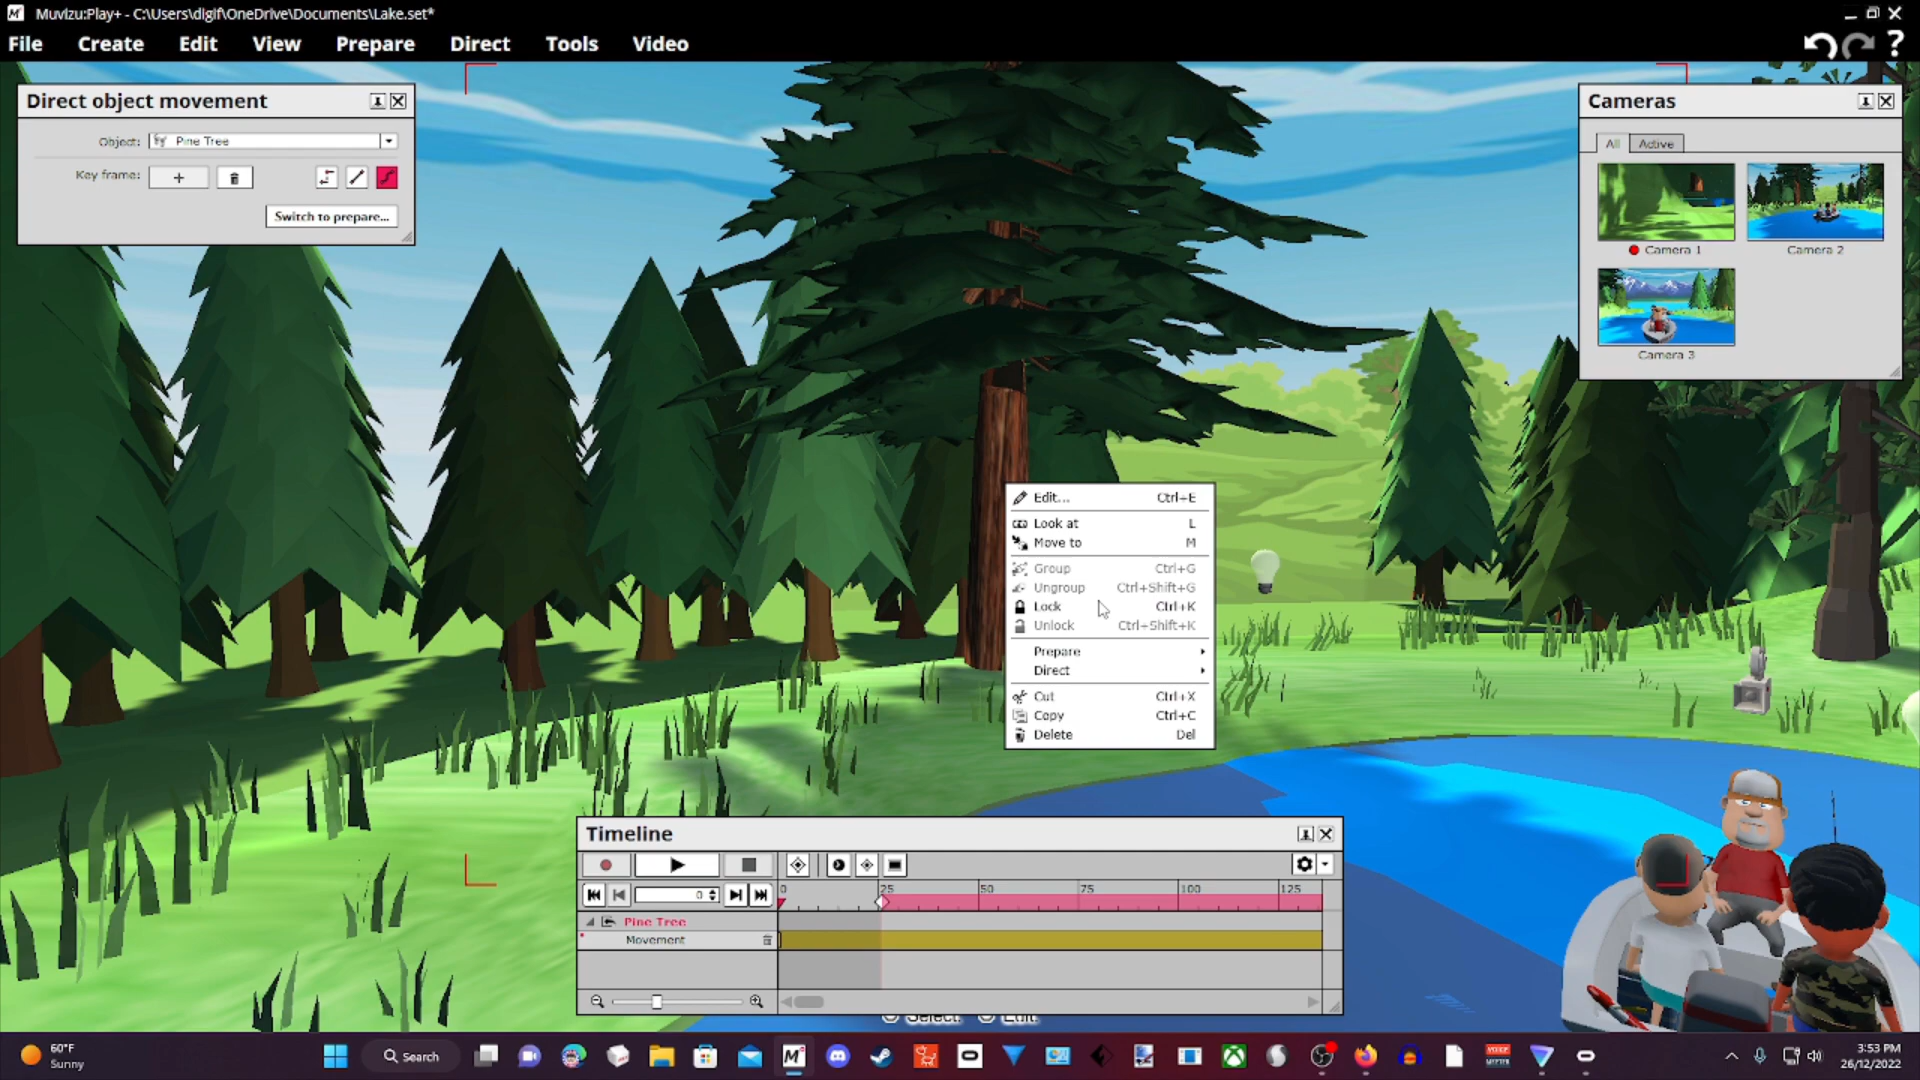 Muvizu:Play+ - C:\Users\digif\OneDrive\Documents\Lake.set*
File Create Edit View Prepare Direct Tools Video
Direct object movement
Object: Pine Tree
Key frame:
Switch to prepare...
Cameras
All Active
Camera 1 Camera 2
Camera 3
Edit... Ctrl+E
Look at L
Move to M
Group Ctrl+G
Ungroup Ctrl+Shift+G
Lock Ctrl+K
Unlock Ctrl+Shift+K
Prepare
Direct
Cut Ctrl+X
Copy Ctrl+C
Delete Del
Timeline
0 0 25 50 75 100 125
Pine Tree
Movement
Select. Edit.
60°F
Sunny
Search
3:53 PM
26/12/2022